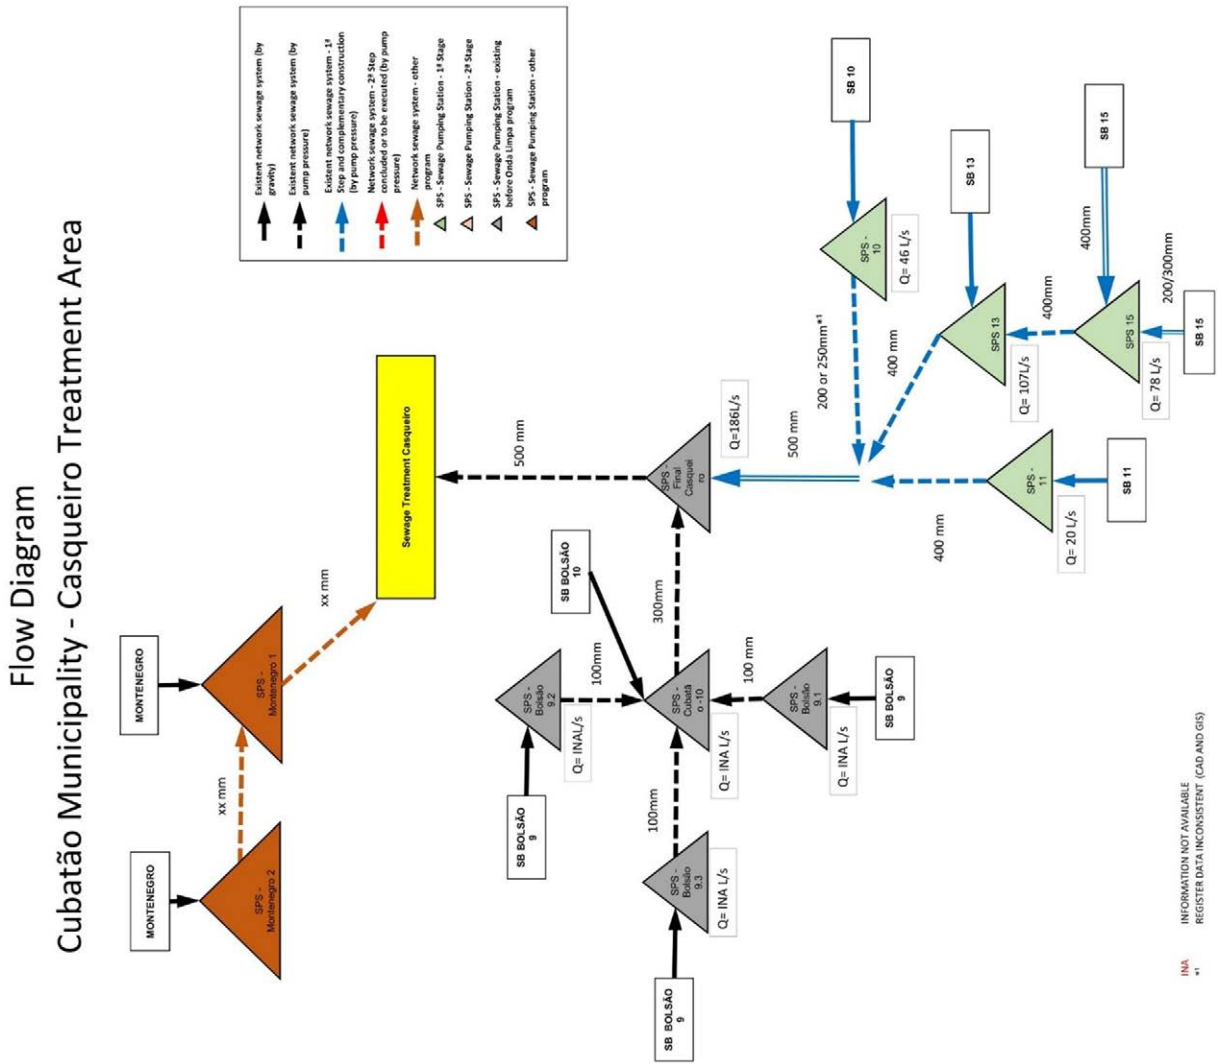 Flow Diagram
Cubatão Municipality - Casqueiro Treatment Area
Existent network sewage system (by
gravity)
Existent network sewage system (by
pump pressure)
Existent network sewage system - 1ª
Step and complementary construction
(by pump pressure)
Network sewage system - 2ª Step
concluded or to be executed (by pump
pressure)
Network sewage system - other
program
SPS - Sewage Pumping Station - 1ª Stage
SPS - Sewage Pumping Station - 2ª Stage
SPS - Sewage Pumping Station - existing
before Onda Limpa program
SPS - Sewage Pumping Station - other
program
MONTENEGRO
MONTENEGRO
SPS -
Montenegro 2
xx mm
SPS -
Montenegro 1
xx mm
Sewage Treatment Casqueiro
500 mm
SB BOLSÃO
9
SPS -
Bolsão
9.2
Q= INAL/s
100mm
SB BOLSÃO
10
SB BOLSÃO
9
SPS -
Bolsão
9.3
Q= INA L/s
100mm
SPS -
Cubatã
o -10
Q= INA L/s
300mm
SPS -
Final
Casquei
ro
Q=186L/s
100 mm
SPS -
Bolsão
9.1
Q= INA L/s
SB BOLSÃO
9
500 mm
200 or 250mm*¹
SPS -
10
Q= 46 L/s
SB 10
400 mm
400 mm
SPS -
11
Q= 20 L/s
SB 11
SPS 13
Q= 107L/s
SB 13
400mm
SPS 15
Q= 78 L/s
400mm
SB 15
200/300mm
SB 15
INA INFORMATION NOT AVAILABLE
*¹ REGISTER DATA INCONSISTENT (CAD AND GIS)